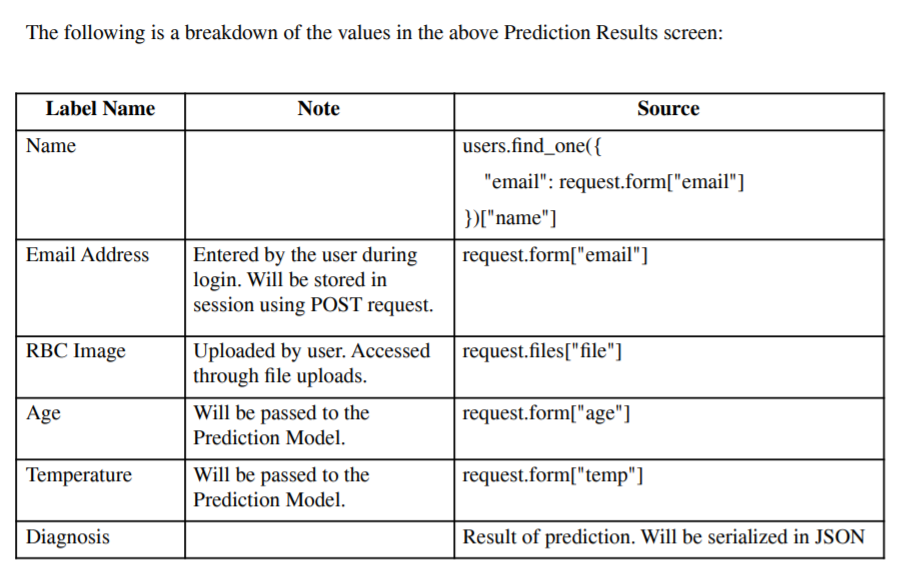 The following is a breakdown of the values in the above Prediction Results screen:
Label Name Note Source
Name users.find_one({
"email": request.form["email"]
})["name"]
Email Address Entered by the user during request.form["email"]
login. Will be stored in
session using POST request.
RBC Image Uploaded by user. Accessed request.files["file"]
through file uploads.
Age Will be passed to the request.form["age"]
Prediction Model.
Temperature Will be passed to the request.form["temp"]
Prediction Model.
Diagnosis Result of prediction. Will be serialized in JSON